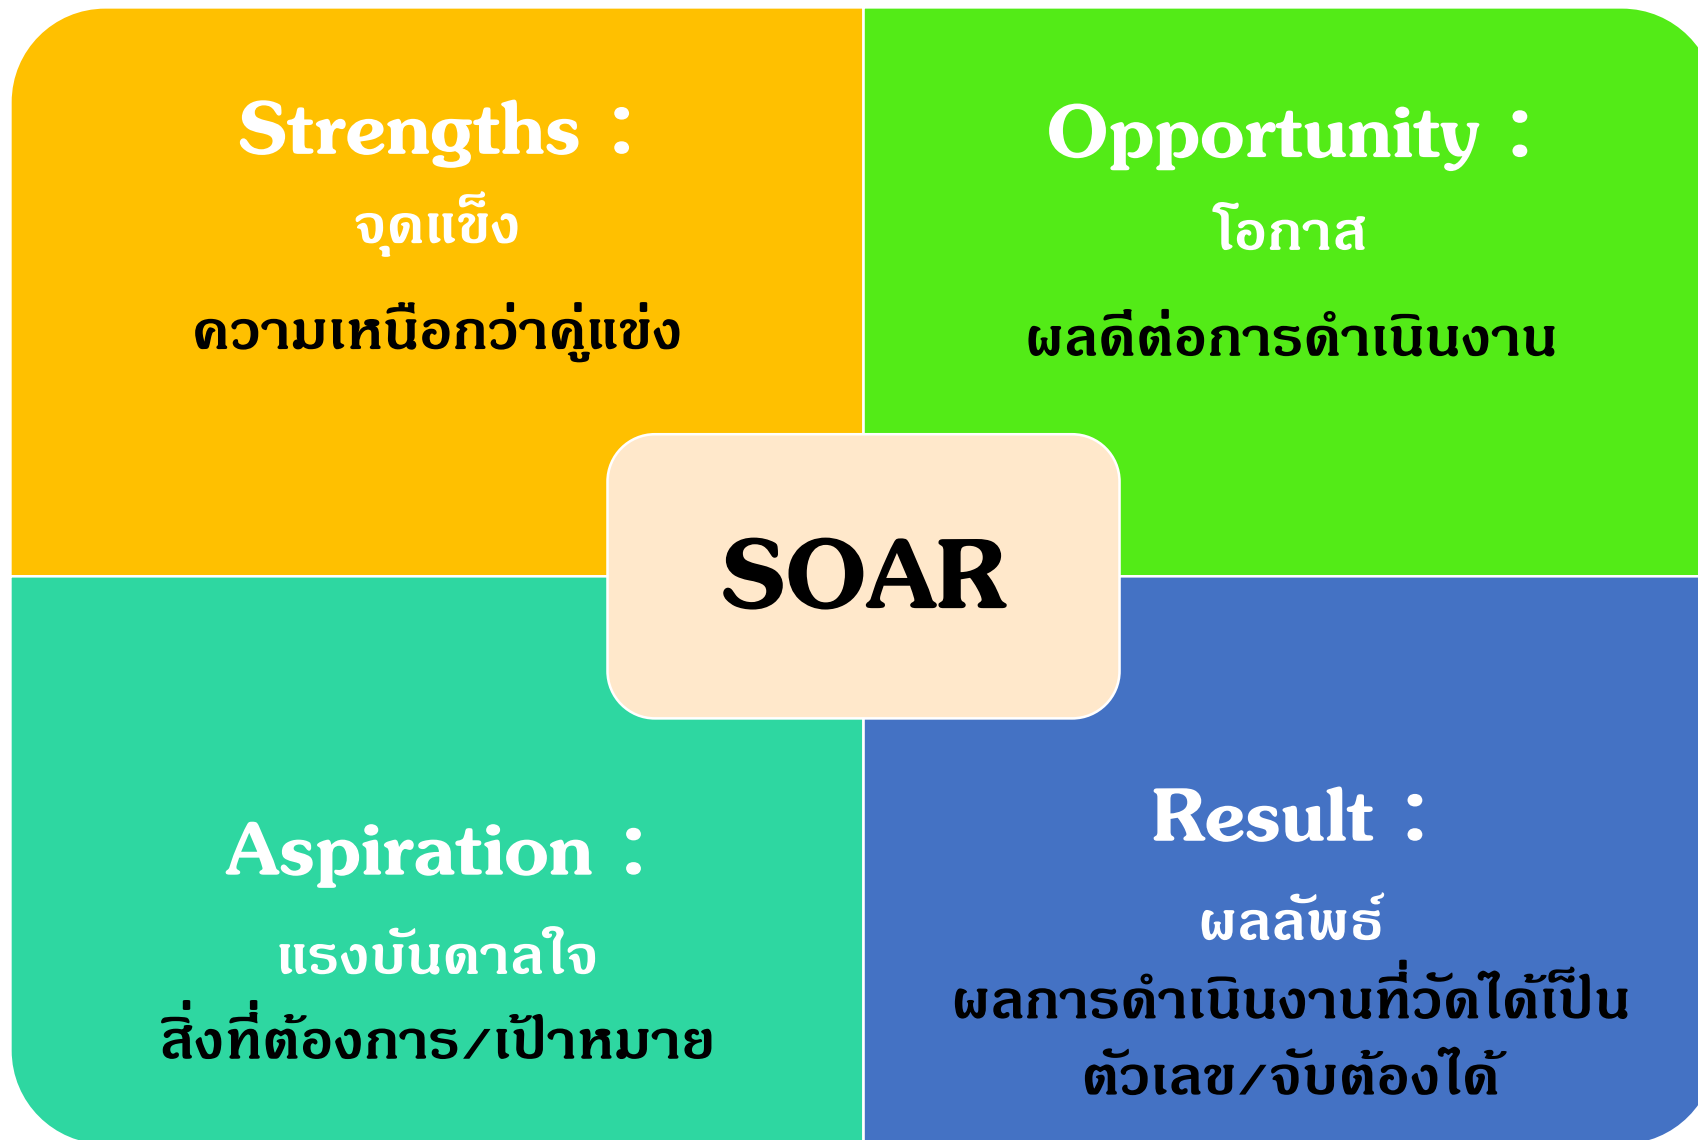 Strengths :
จุดแข็ง
ความเหนือกว่าคู่แข่ง
Opportunity :
โอกาส
ผลดีต่อการดำเนินงาน
SOAR
Aspiration :
แรงบันดาลใจ
สิ่งที่ต้องการ/เป้าหมาย
Result :
ผลลัพธ์
ผลการดำเนินงานที่วัดได้เป็น
ตัวเลข/จับต้องได้